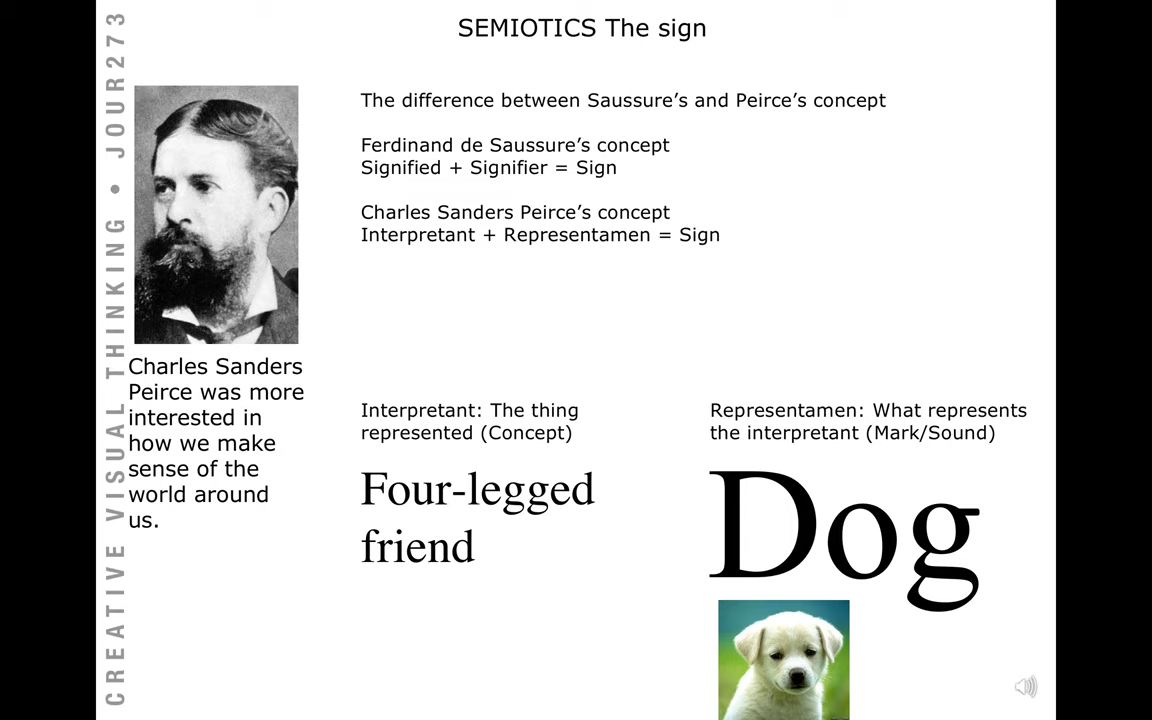 SEMIOTICS The sign
CREATIVE VISUAL THINKING • JOUR273
The difference between Saussure’s and Peirce’s concept
Ferdinand de Saussure’s concept
Signified + Signifier = Sign
Charles Sanders Peirce’s concept
Interpretant + Representamen = Sign
Charles Sanders
Peirce was more
interested in
how we make
sense of the
world around
us.
Interpretant: The thing
represented (Concept)
Four-legged
friend
Representamen: What represents
the interpretant (Mark/Sound)
Dog